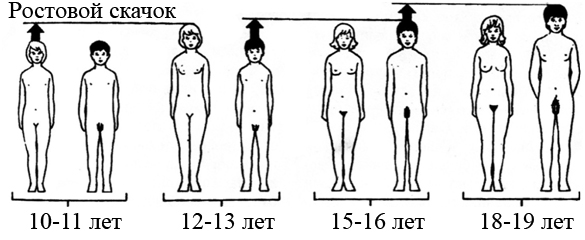 Ростовой скачок
10-11 лет
12-13 лет
15-16 лет
18-19 лет